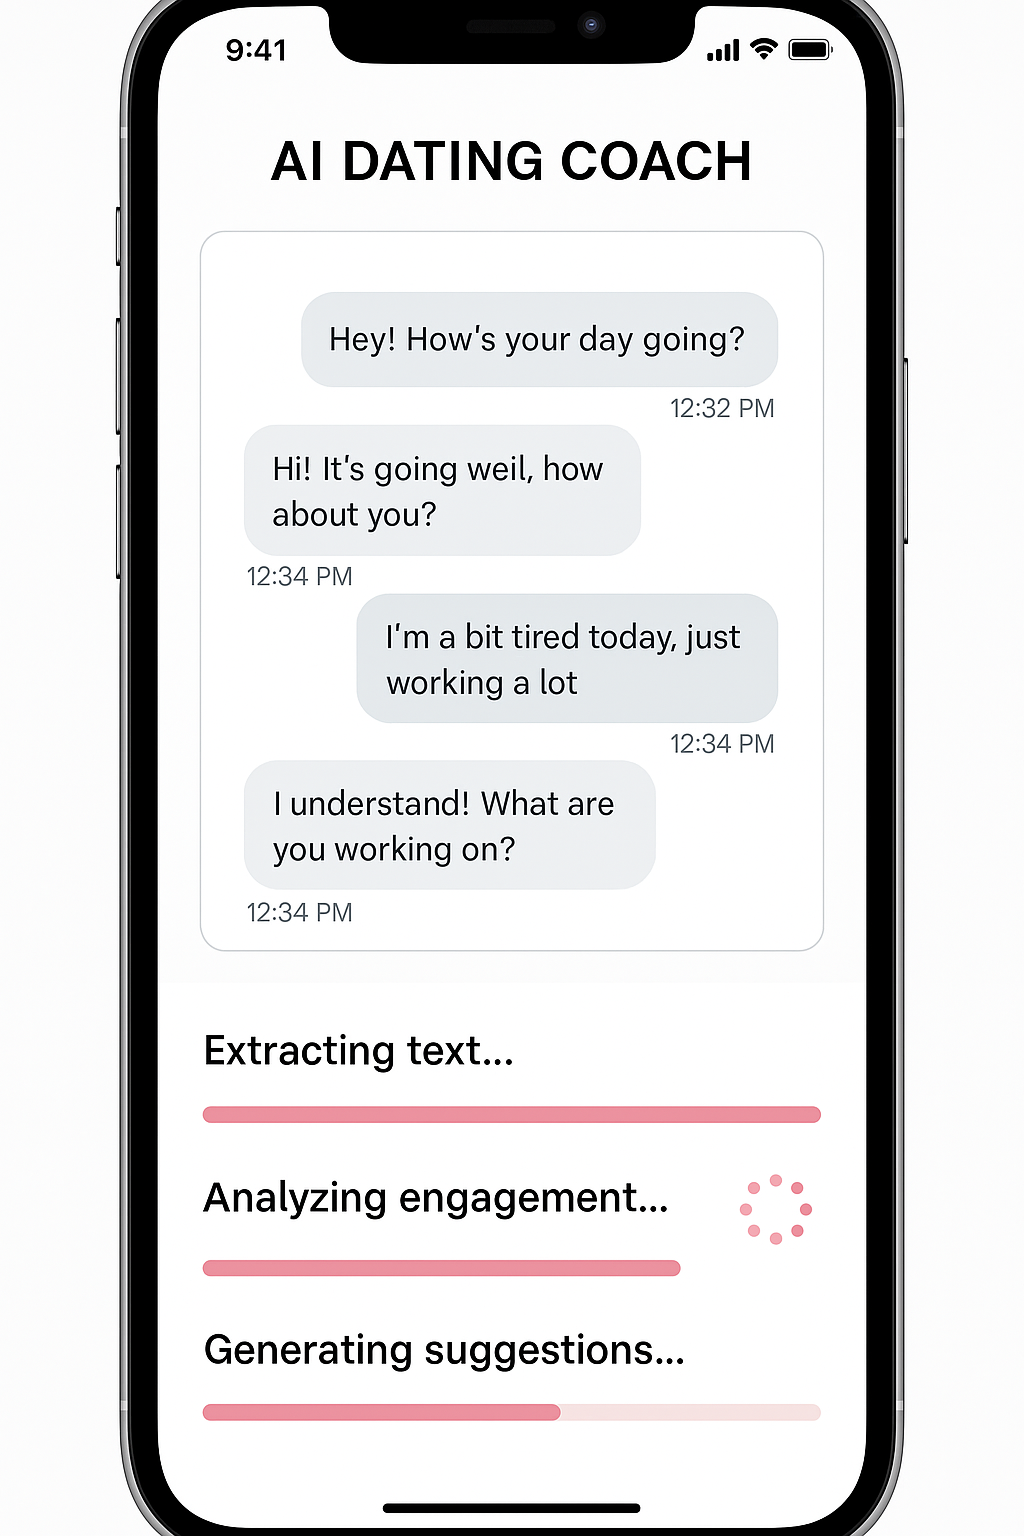 9:41
AI DATING COACH
Hey! How's your day going?
12:32 PM
Hi! It's going weil, how
about you?
12:34 PM
I'm a bit tired today, just
working a lot
12:34 PM
I understand! What are
you working on?
12:34 PM
Extracting text...
Analyzing engagement...
Generating suggestions...